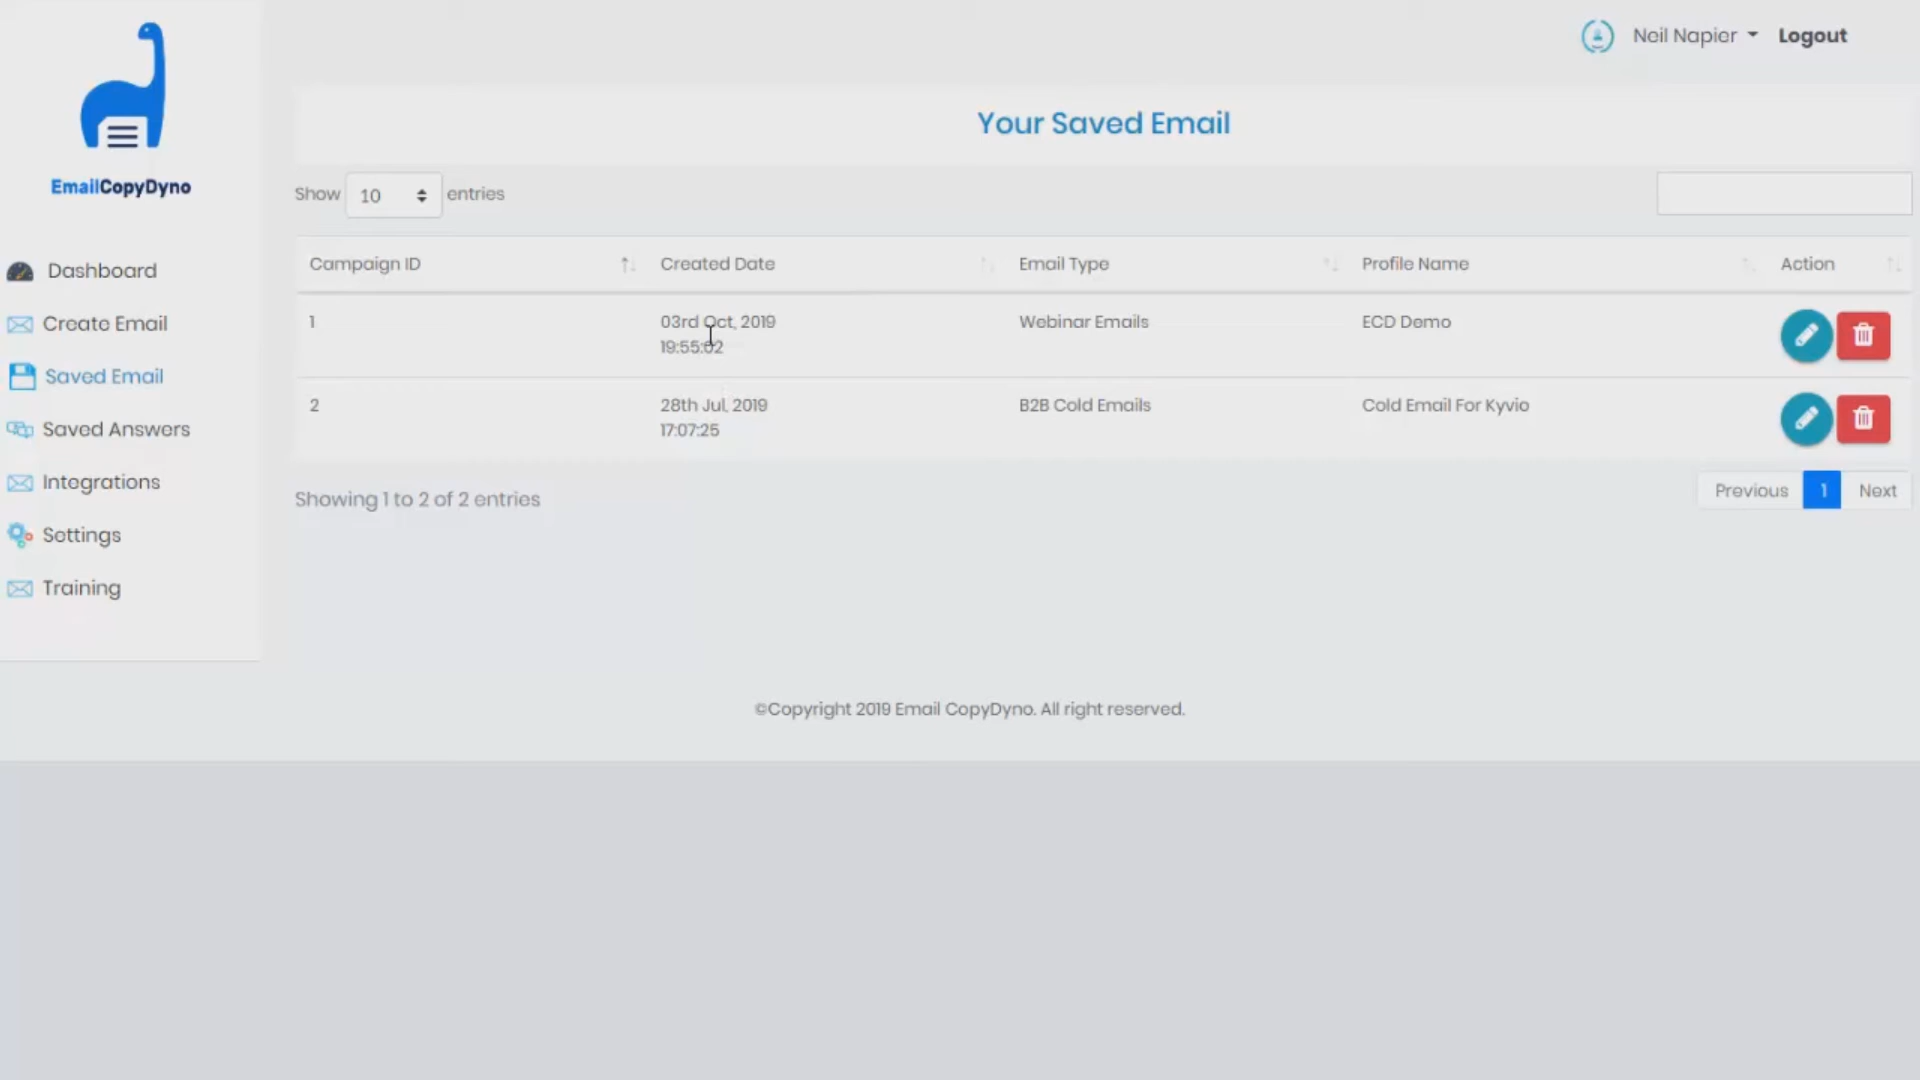 Neil Napier
Logout
EmailCopyDyno
Your Saved Email
Show 10 entries
Dashboard
Create Email
Saved Email
Saved Answers
Integrations
Settings
Training
Campaign ID Created Date Email Type Profile Name Action
1 03rd Oct, 2019 Webinar Emails ECD Demo
19:55:02
2 28th Jul, 2019 B2B Cold Emails Cold Email For Kyvio
17:07:25
Showing 1 to 2 of 2 entries
Previous 1 Next
©Copyright 2019 Email CopyDyno. All right reserved.